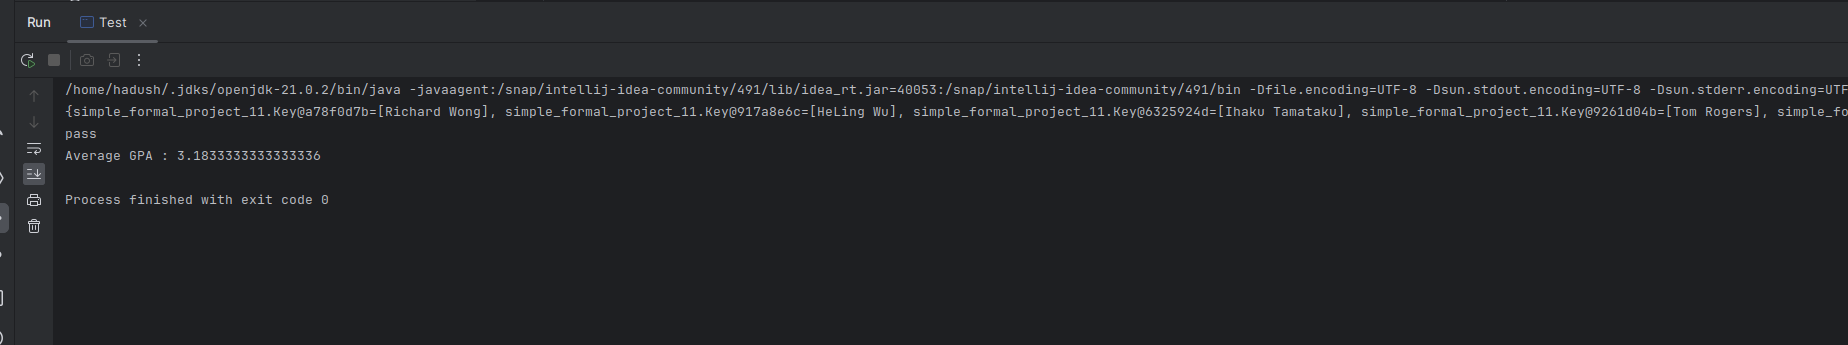 Run Test
/home/hadush/.jdks/openjdk-21.0.2/bin/java -javaagent:/snap/intellij-idea-community/491/lib/idea_rt.jar=40053:/snap/intellij-idea-community/491/bin -Dfile.encoding=UTF-8 -Dsun.stdout.encoding=UTF-8 -Dsun.stderr.encoding=UTF
{simple_formal_project_11.Key@a78f0d7b=[Richard Wong], simple_formal_project_11.Key@917a8e6c=[HeLing Wu], simple_formal_project_11.Key@6325924d=[Ihaku Tamataku], simple_formal_project_11.Key@9261d04b=[Tom Rogers], simple_fo
pass
Average GPA : 3.1833333333333336
Process finished with exit code 0